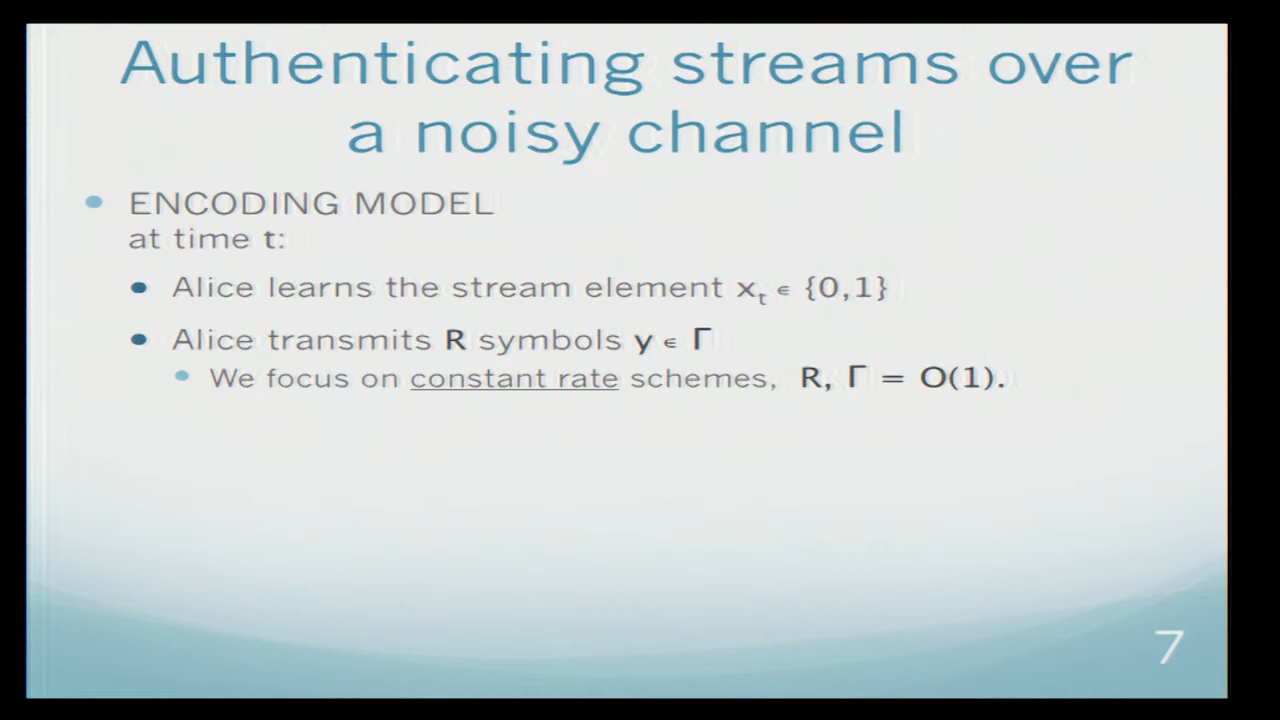 Authenticating streams over
a noisy channel
• ENCODING MODEL
at time t:
• Alice learns the stream element xₜ ϵ {0,1}
• Alice transmits R symbols y ϵ Γ
• We focus on constant rate schemes, R, Γ = O(1).
7